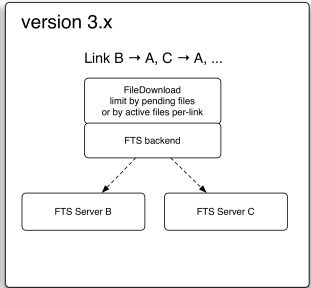 version 3.x
Link B → A, C → A, ...
FileDownload
limit by pending files
or by active files per-link
FTS backend
FTS Server B
FTS Server C